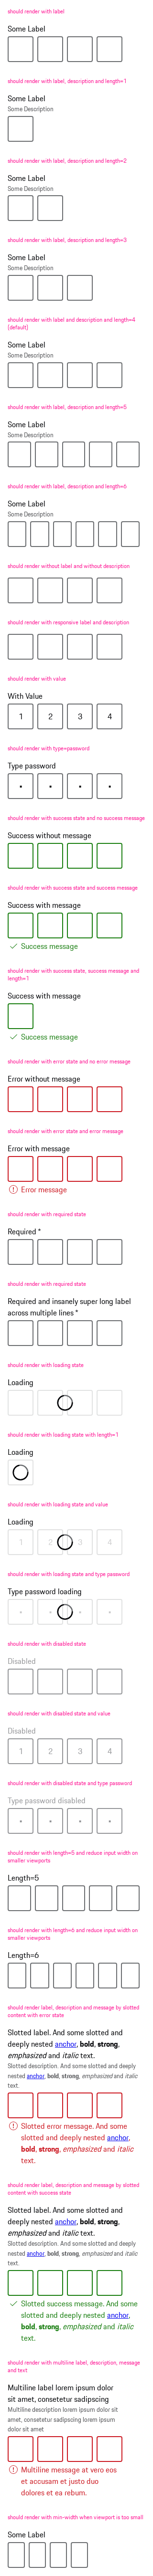 should render with label
Some Label
should render with label, description and length=1
Some Label
Some Description
should render with label, description and length=2
Some Label
Some Description
should render with label, description and length=3
Some Label
Some Description
should render with label and description and length=4
(default)
Some Label
Some Description
should render with label, description and length=5
Some Label
Some Description
should render with label, description and length=6
Some Label
Some Description
should render without label and without description
should render with responsive label and description
should render with value
With Value
1 2 3 4
should render with type=password
Type password
• • • •
should render with success state and no success message
Success without message
should render with success state and success message
Success with message
Success message
should render with success state, success message and
length=1
Success with message
Success message
should render with error state and no error message
Error without message
should render with error state and error message
Error with message
Error message
should render with required state
Required *
should render with required state
Required and insanely super long label
across multiple lines *
should render with loading state
Loading
should render with loading state with length=1
Loading
should render with loading state and value
Loading
1 2 3 4
should render with loading state and type password
Type password loading
• • •
should render with disabled state
Disabled
should render with disabled state and value
Disabled
1 2 3 4
should render with disabled state and type password
Type password disabled
• • • •
should render with length=5 and reduce input width on
smaller viewports
Length=5
should render with length=6 and reduce input width on
smaller viewports
Length=6
should render label, description and message by slotted
content with error state
Slotted label. And some slotted and
deeply nested anchor, bold, strong,
emphasized and italic text.
Slotted description. And some slotted and deeply
nested anchor, bold, strong, emphasized and italic
text.
Slotted error message. And some
slotted and deeply nested anchor,
bold, strong, emphasized and italic
text.
should render label, description and message by slotted
content with success state
Slotted label. And some slotted and
deeply nested anchor, bold, strong,
emphasized and italic text.
Slotted description. And some slotted and deeply
nested anchor, bold, strong, emphasized and italic
text.
Slotted success message. And some
slotted and deeply nested anchor,
bold, strong, emphasized and italic
text.
should render with multiline label, description, message
and text
Multiline label lorem ipsum dolor
sit amet, consetetur sadipscing
Multiline description lorem ipsum dolor sit
amet, consetetur sadipscing lorem ipsum
dolor sit amet
Multiline message at vero eos
et accusam et justo duo
dolores et ea rebum.
should render with min-width when viewport is too small
Some Label